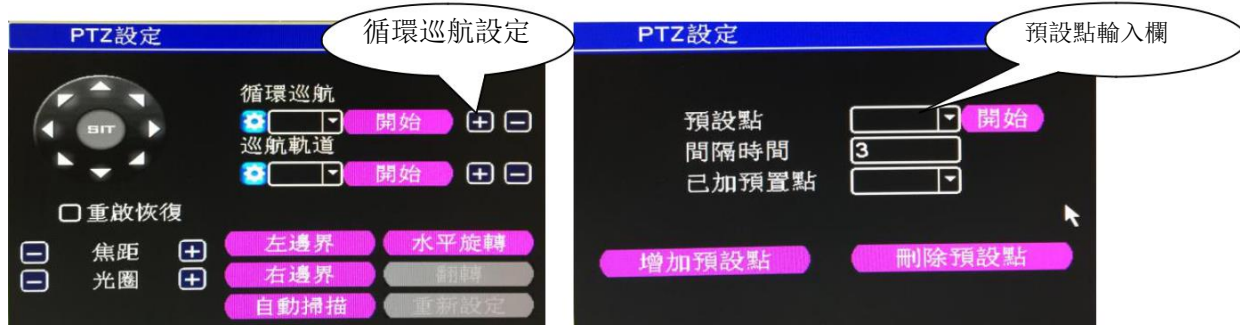 PTZ設定
循環巡航設定
循環巡航
開始
巡航軌道
開始
SIT
重啟恢復
焦距
光圈
左邊界
水平旋轉
右邊界
翻轉
自動掃描
重新設定
PTZ設定
預設點輸入欄
預設點
開始
間隔時間
3
已加預置點
增加預設點
刪除預設點